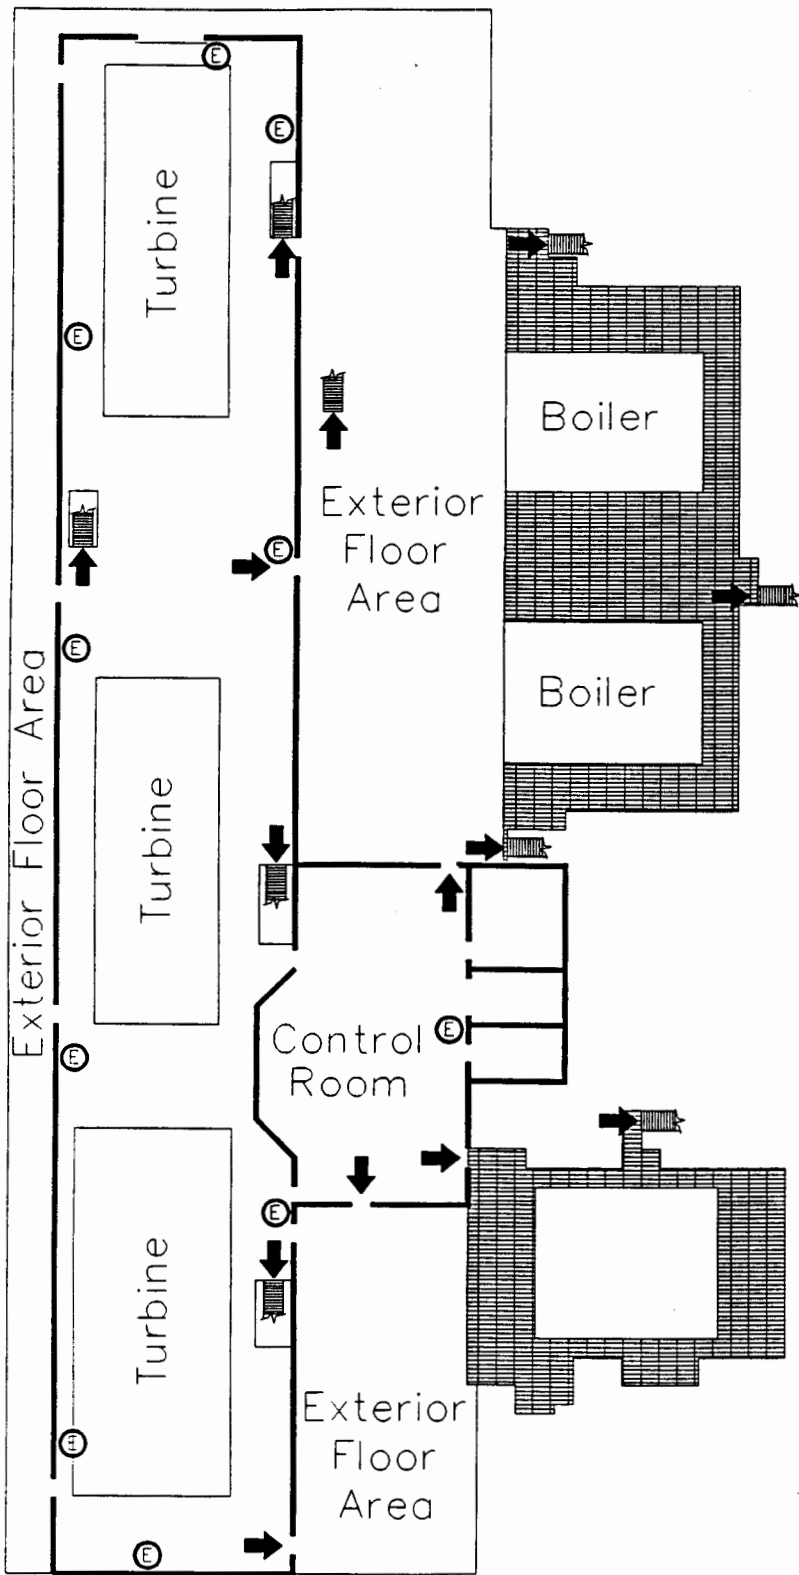 E
E
Turbine
E
Boiler
Exterior
Floor
Area
E
E
Boiler
Exterior Floor Area
Turbine
E
Control
Room
E
E
Turbine
Exterior
Floor
Area
E
E